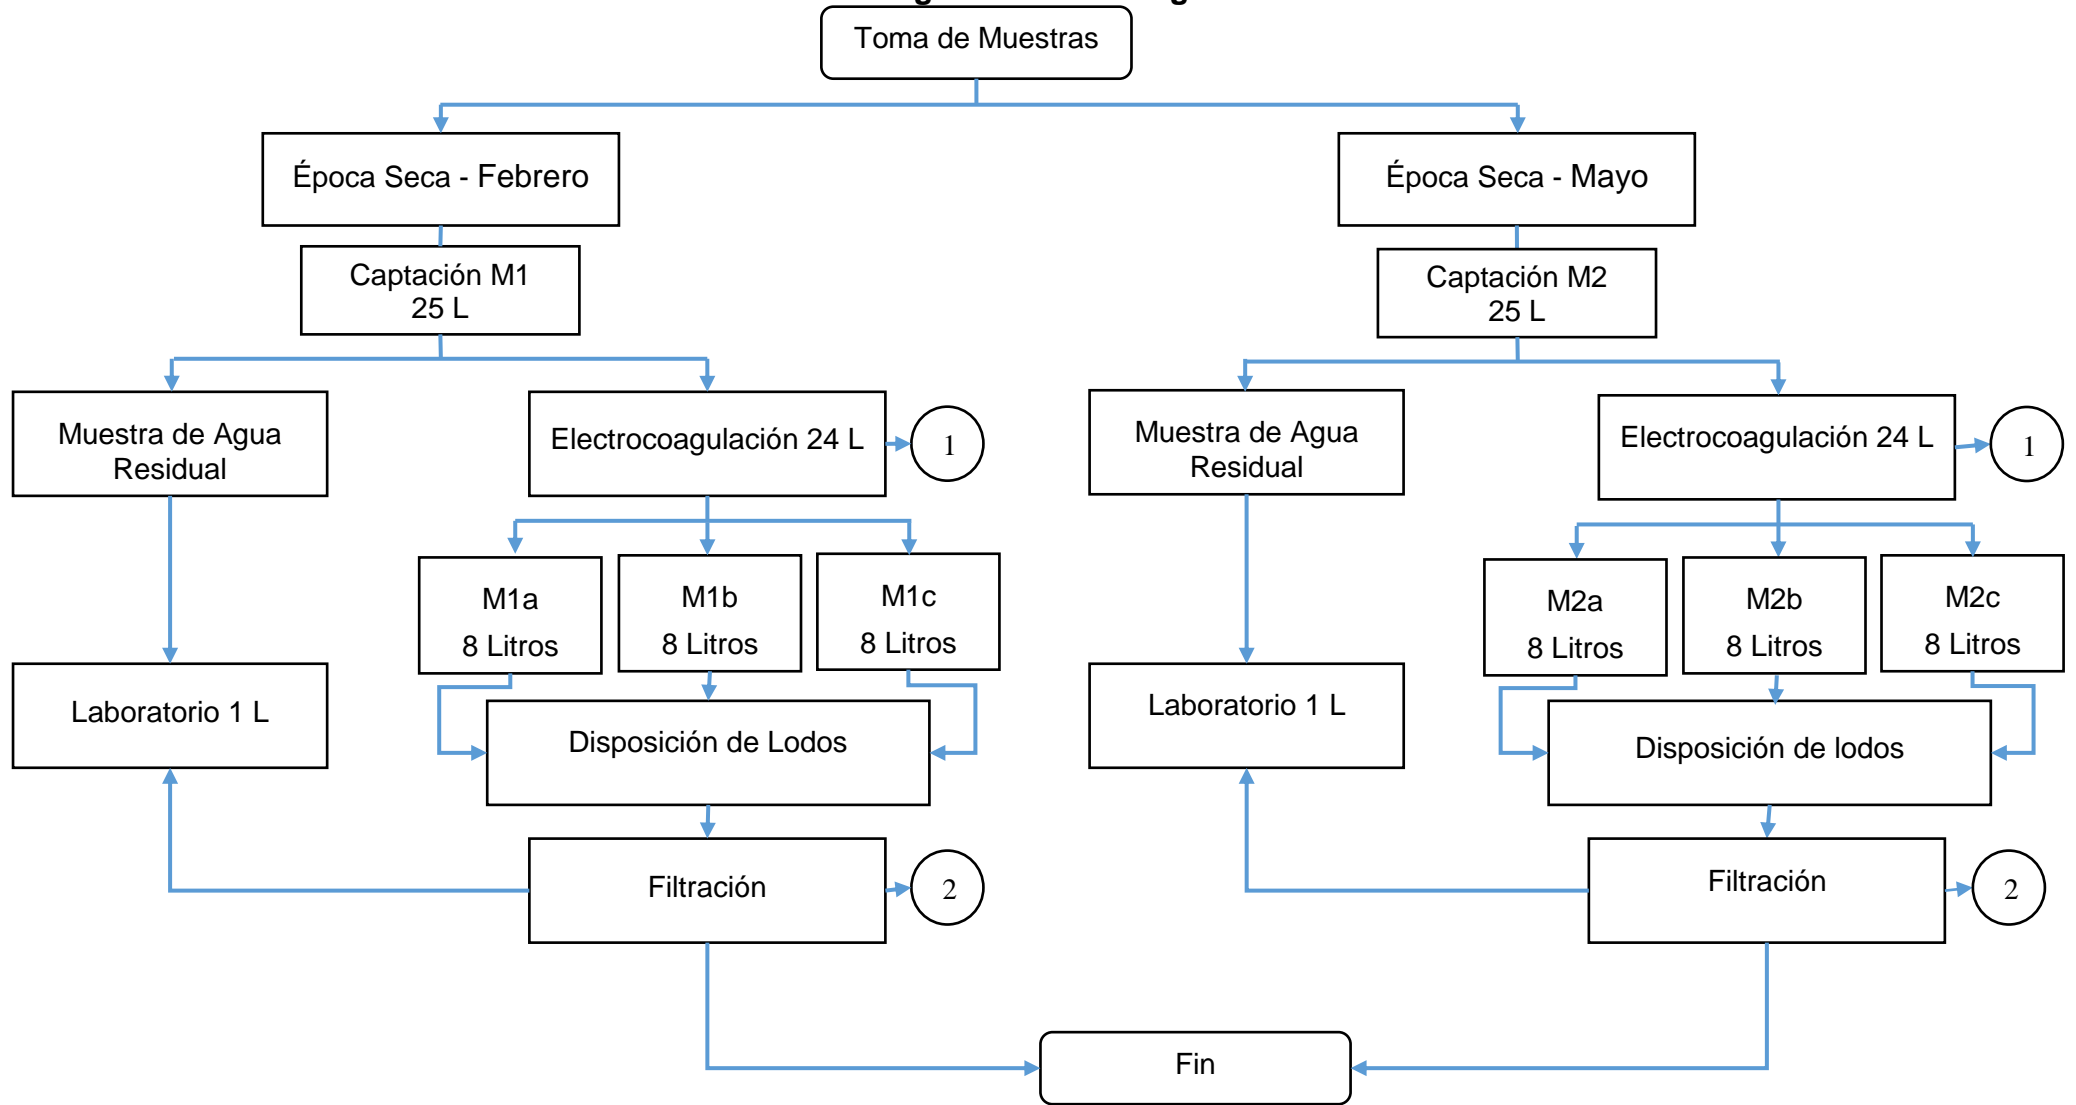 Toma de Muestras
Época Seca - Febrero
Época Seca - Mayo
Captación M1
25 L
Captación M2
25 L
Muestra de Agua
Residual
Electrocoagulación 24 L
1
Muestra de Agua
Residual
Electrocoagulación 24 L
1
M1a
8 Litros
M1b
8 Litros
M1c
8 Litros
M2a
8 Litros
M2b
8 Litros
M2c
8 Litros
Laboratorio 1 L
Disposición de Lodos
Laboratorio 1 L
Disposición de lodos
Filtración
2
Filtración
2
Fin